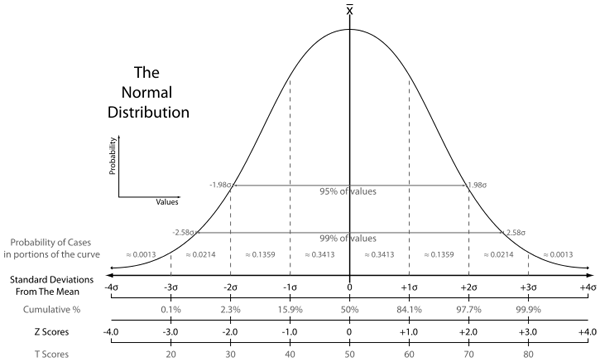 X̅
The
Normal
Distribution
Probability
Values
-1.98σ 1.98σ
95% of values
-2.58σ 2.58σ
99% of values
Probability of Cases
in portions of the curve
≈ 0.0013 ≈ 0.0214 ≈ 0.1359 ≈ 0.3413 ≈ 0.3413 ≈ 0.1359 ≈ 0.0214 ≈ 0.0013
Standard Deviations
From The Mean
-4σ -3σ -2σ -1σ 0 +1σ +2σ +3σ +4σ
Cumulative % 0.1% 2.3% 15.9% 50% 84.1% 97.7% 99.9%
Z Scores -4.0 -3.0 -2.0 -1.0 0 +1.0 +2.0 +3.0 +4.0
T Scores 20 30 40 50 60 70 80